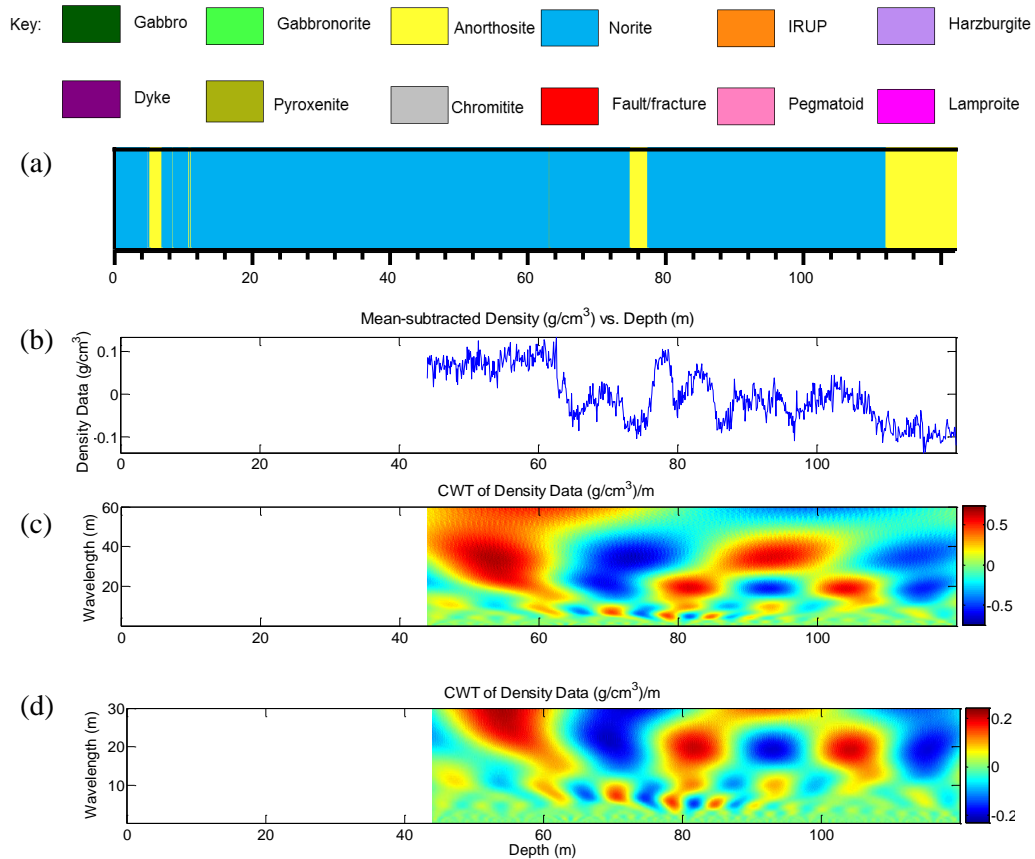 Key: Gabbro Gabbronorite Anorthosite Norite IRUP Harzburgite
Dyke Pyroxenite Chromitite Fault/fracture Pegmatoid Lamproite
(a)
0 20 40 60 80 100
(b)
Mean-subtracted Density (g/cm³) vs. Depth (m)
Density Data (g/cm³)
0.1
0
-0.1
0 20 40 60 80 100
(c)
CWT of Density Data (g/cm³)/m
Wavelength (m)
60
40
20
0 20 40 60 80 100
0.5
0
-0.5
(d)
CWT of Density Data (g/cm³)/m
Wavelength (m)
30
20
10
0 20 40 60 80 100
Depth (m)
0.2
0
-0.2